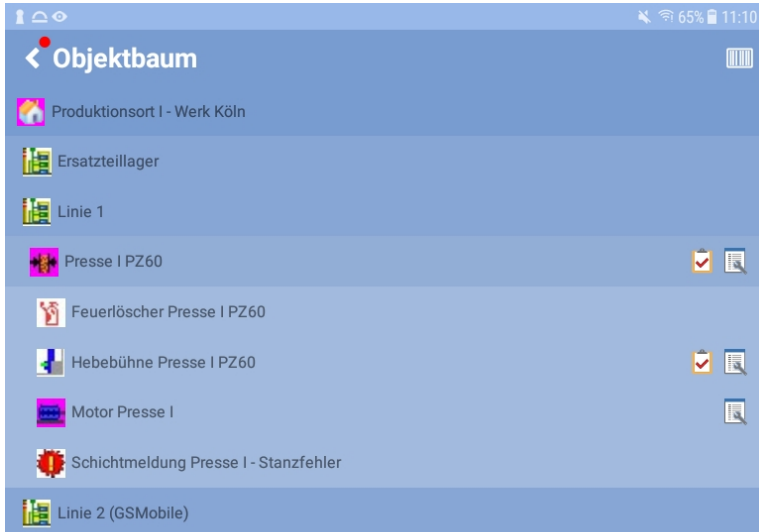 65% 11:10
Objektbaum
Produktionsort I - Werk Köln
Ersatzteillager
Linie 1
Presse I PZ60
Feuerlöscher Presse I PZ60
Hebebühne Presse I PZ60
Motor Presse I
Schichtmeldung Presse I - Stanzfehler
Linie 2 (GSMobile)